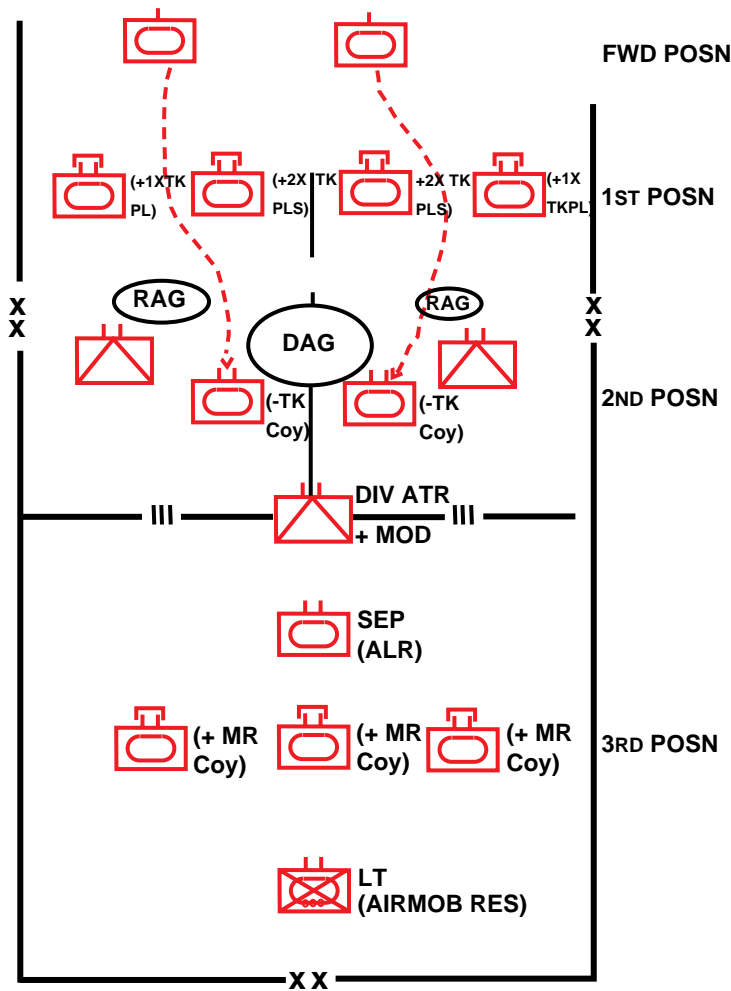 FWD POSN
(+1XTK
PL)
(+2X TK
PLS)
+2X TK
PLS)
(+1X
TKPL)
1ST POSN
RAG
RAG
X
X
X
X
DAG
(-TK
Coy)
(-TK
Coy)
2ND POSN
DIV ATR
+ MOD
III
III
SEP
(ALR)
(+ MR
Coy)
(+ MR
Coy)
(+ MR
Coy)
3RD POSN
LT
(AIRMOB RES)
X X